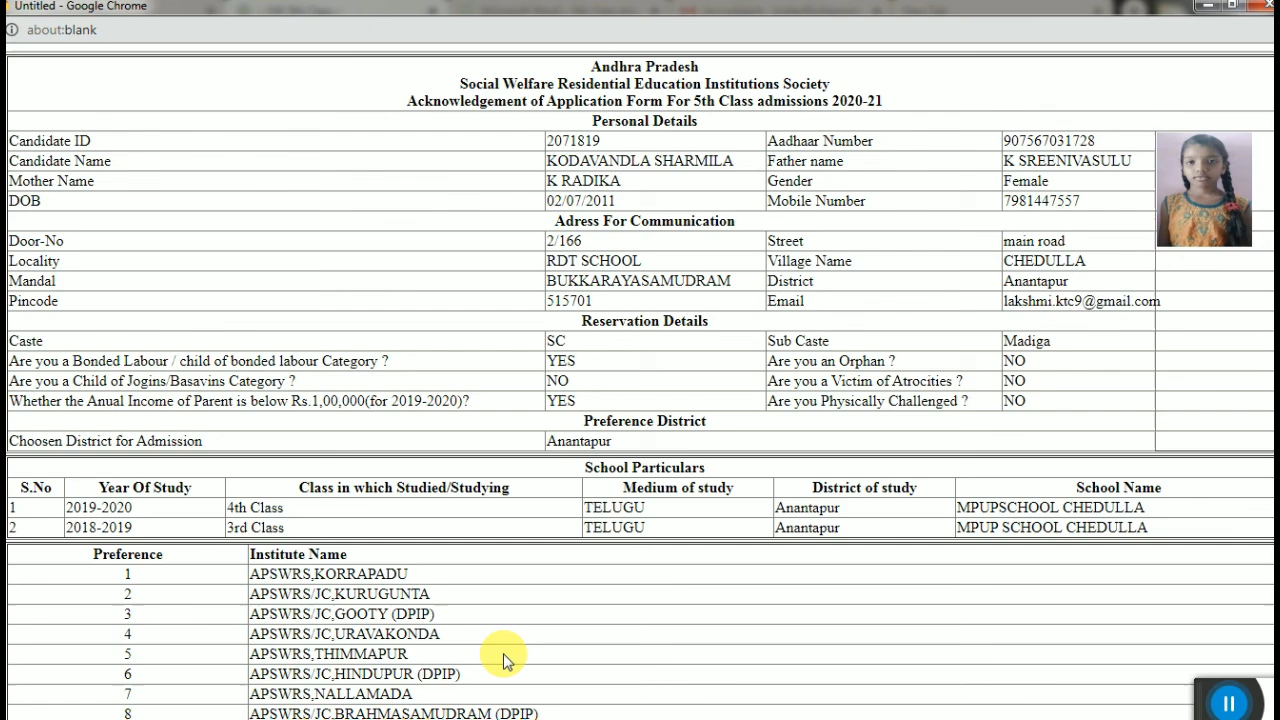 Untitled - Google Chrome
about:blank
Andhra Pradesh
Social Welfare Residential Education Institutions Society
Acknowledgement of Application Form For 5th Class admissions 2020-21
Personal Details
Candidate ID 2071819 Aadhaar Number 907567031728
Candidate Name KODAVANDLA SHARMILA Father name K SREENIVASULU
Mother Name K RADIKA Gender Female
DOB 02/07/2011 Mobile Number 7981447557
Adress For Communication
Door-No 2/166 Street main road
Locality RDT SCHOOL Village Name CHEDULLA
Mandal BUKKARAYASAMUDRAM District Anantapur
Pincode 515701 Email lakshmi.ktc9@gmail.com
Reservation Details
Caste SC Sub Caste Madiga
Are you a Bonded Labour / child of bonded labour Category ? YES Are you an Orphan ? NO
Are you a Child of Jogins/Basavins Category ? NO Are you a Victim of Atrocities ? NO
Whether the Anual Income of Parent is below Rs.1,00,000(for 2019-2020)? YES Are you Physically Challenged ? NO
Preference District
Choosen District for Admission Anantapur
School Particulars
S.No Year Of Study Class in which Studied/Studying Medium of study District of study School Name
1 2019-2020 4th Class TELUGU Anantapur MPUPSCHOOL CHEDULLA
2 2018-2019 3rd Class TELUGU Anantapur MPUP SCHOOL CHEDULLA
Preference Institute Name
1 APSWRS,KORRAPADU
2 APSWRS/JC,KURUGUNTA
3 APSWRS/JC,GOOTY (DPIP)
4 APSWRS/JC,URAVAKONDA
5 APSWRS,THIMMAPUR
6 APSWRS/JC,HINDUPUR (DPIP)
7 APSWRS,NALLAMADA
8 APSWRS/JC,BRAHMASAMUDRAM (DPIP)